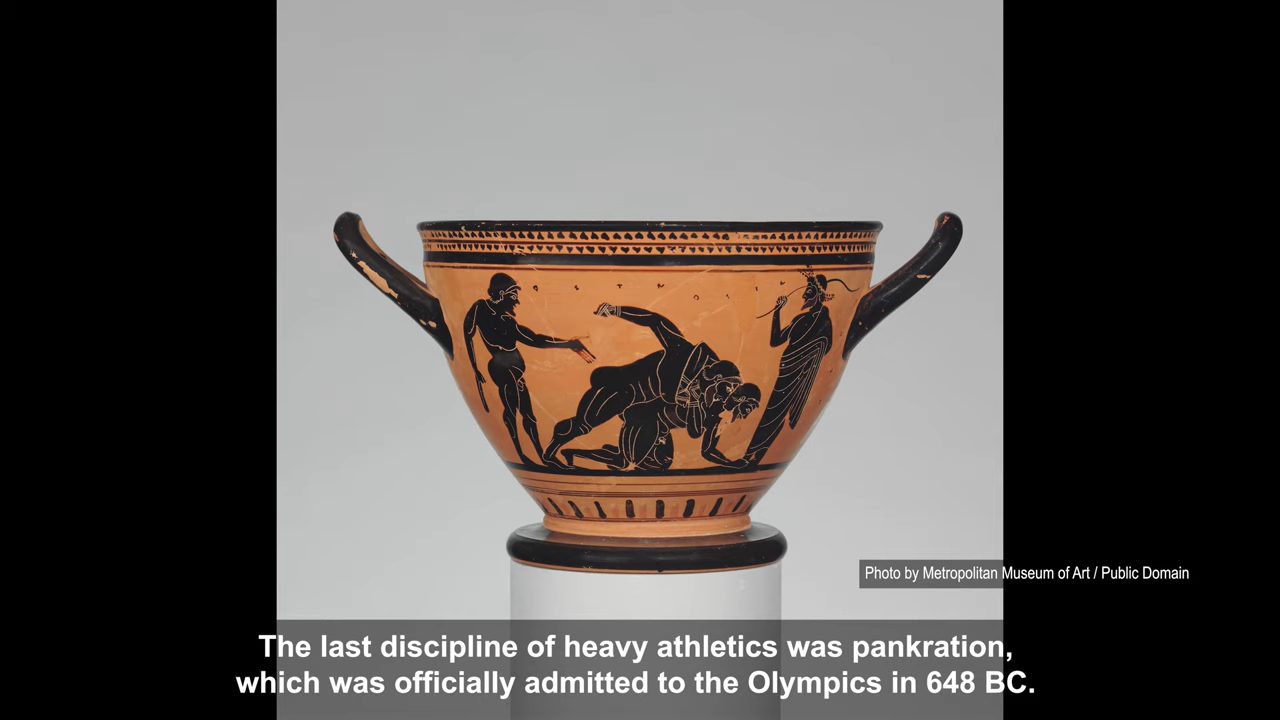 Photo by Metropolitan Museum of Art / Public Domain
The last discipline of heavy athletics was pankration,
which was officially admitted to the Olympics in 648 BC.